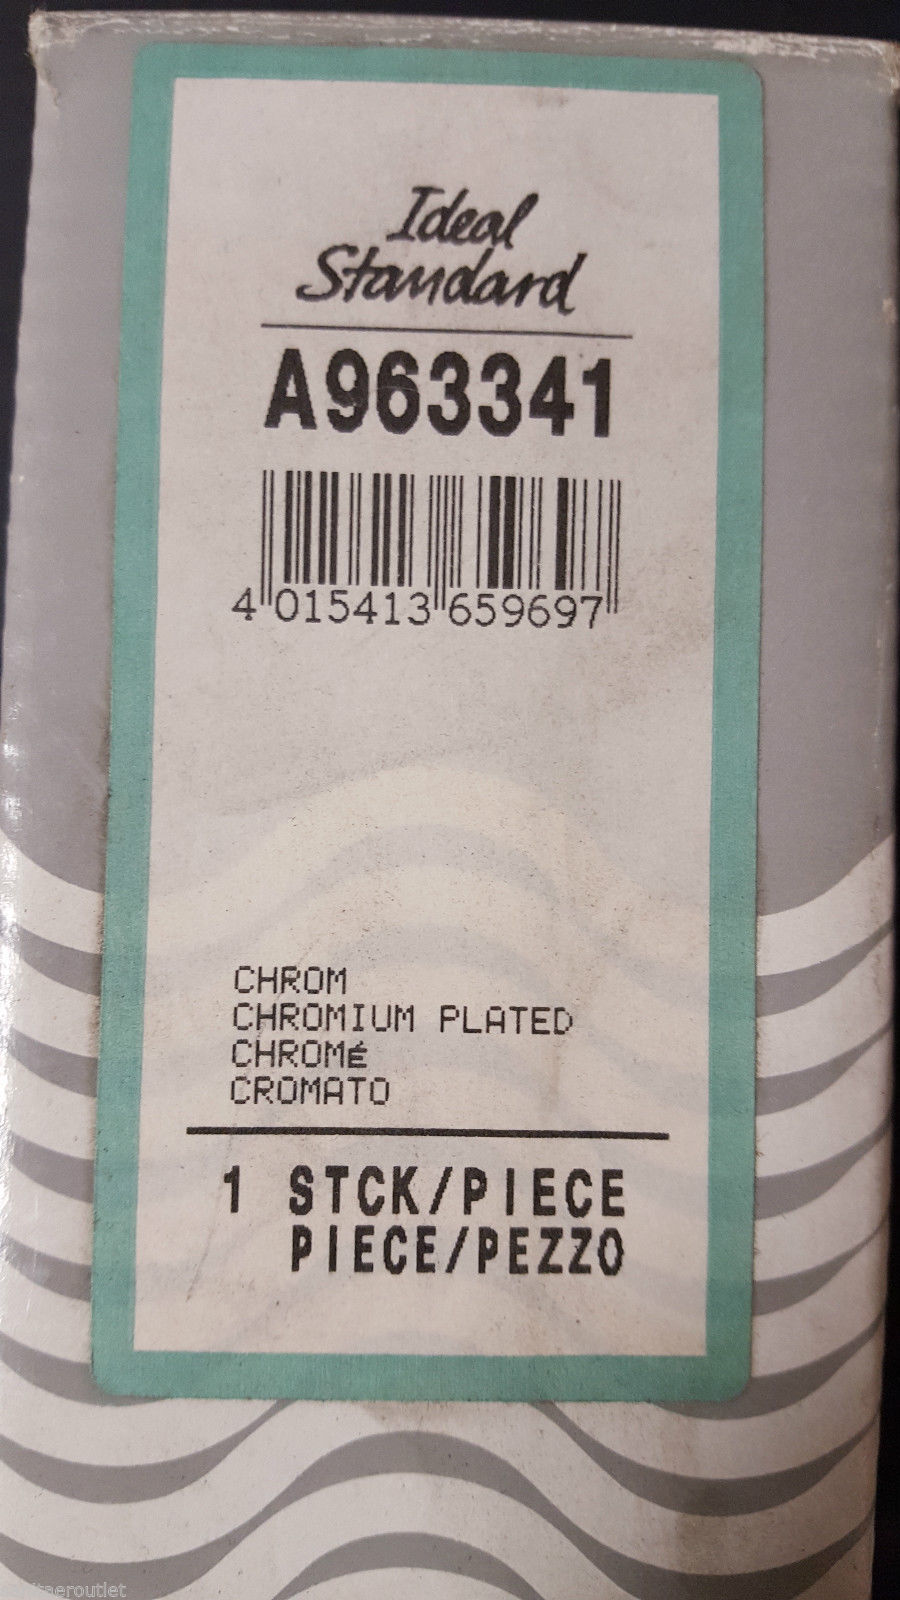 Ideal
Standard
A963341
4 015413 659697
CHROM
CHROMIUM PLATED
CHROMÉ
CROMATO
1 STCK/PIECE
PIECE/PEZZO